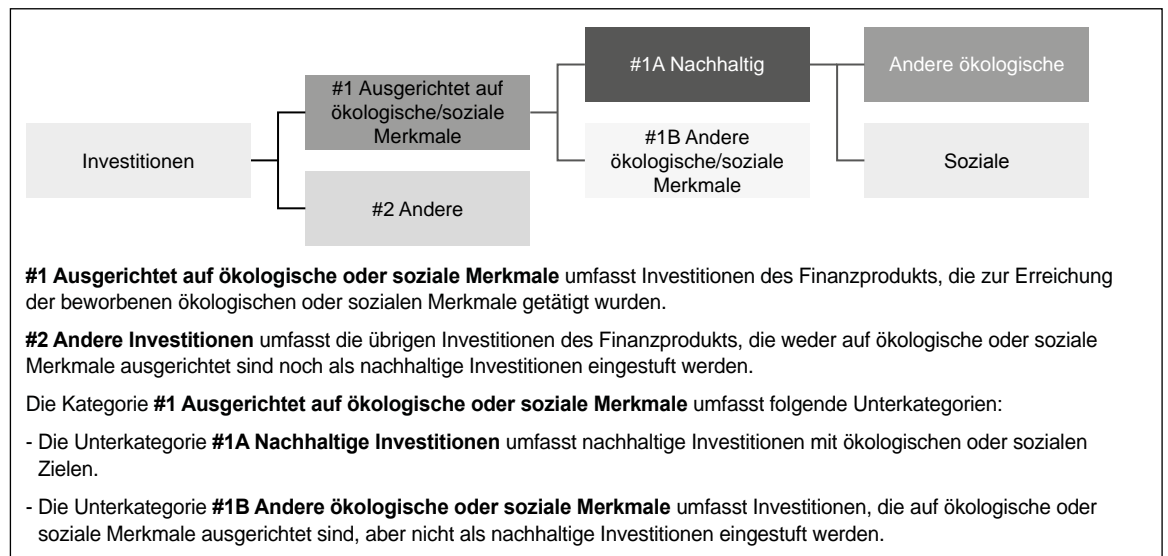 Investitionen
#1 Ausgerichtet auf
ökologische/soziale
Merkmale
#2 Andere
#1A Nachhaltig
#1B Andere
ökologische/soziale
Merkmale
Andere ökologische
Soziale
#1 Ausgerichtet auf ökologische oder soziale Merkmale umfasst Investitionen des Finanzprodukts, die zur Erreichung
der beworbenen ökologischen oder sozialen Merkmale getätigt wurden.
#2 Andere Investitionen umfasst die übrigen Investitionen des Finanzprodukts, die weder auf ökologische oder soziale
Merkmale ausgerichtet sind noch als nachhaltige Investitionen eingestuft werden.
Die Kategorie #1 Ausgerichtet auf ökologische oder soziale Merkmale umfasst folgende Unterkategorien:
- Die Unterkategorie #1A Nachhaltige Investitionen umfasst nachhaltige Investitionen mit ökologischen oder sozialen
Zielen.
- Die Unterkategorie #1B Andere ökologische oder soziale Merkmale umfasst Investitionen, die auf ökologische oder
soziale Merkmale ausgerichtet sind, aber nicht als nachhaltige Investitionen eingestuft werden.